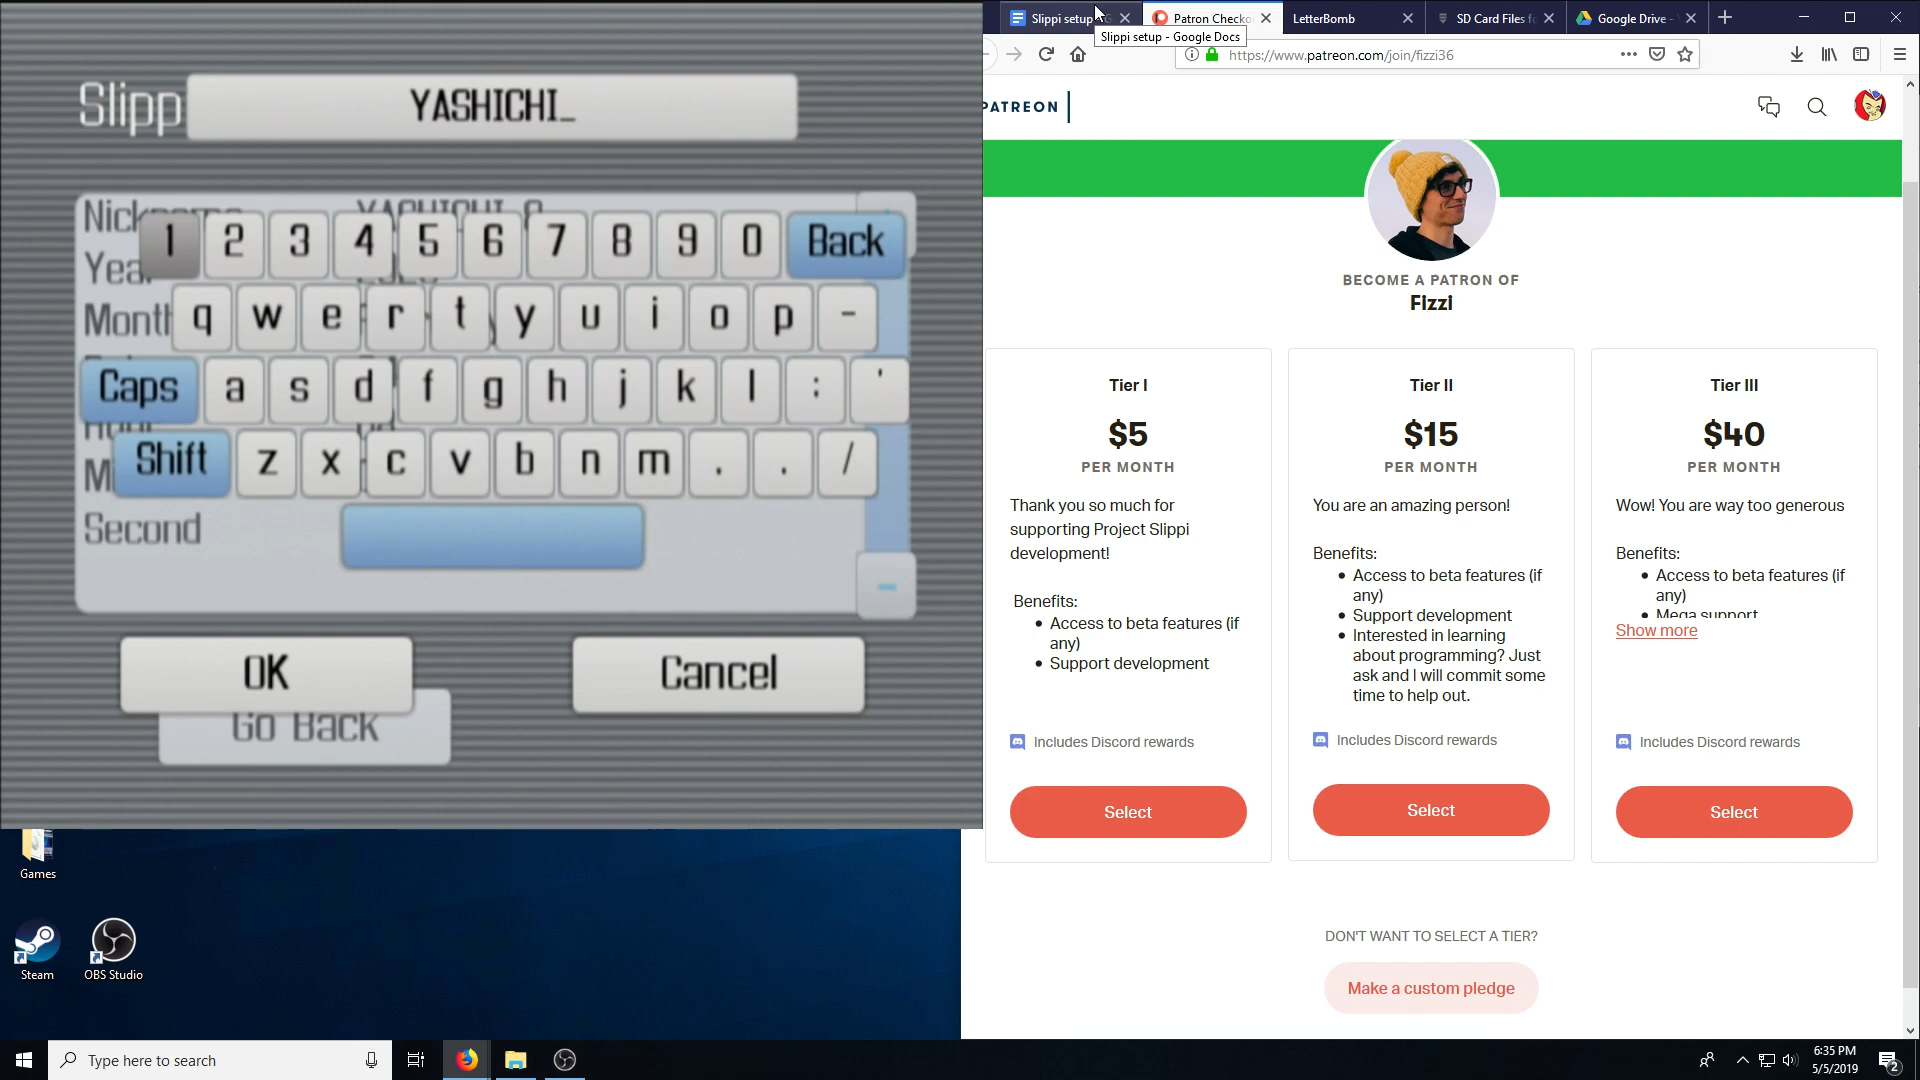 Slipp
YASHICHI_
Nickname
Year
Month
M
Second
1 2 3 4 5 6 7 8 9 0 Back
q w e r t y u i o p -
Caps a s d f g h j k l ; '
Shift z x c v b n m , . /
OK
Cancel
Go Back
Games
Steam
OBS Studio
Slippi setup
Patron Checko
LetterBomb
SD Card Files fo
Google Drive -
Slippi setup - Google Docs
https://www.patreon.com/join/fizzi36
PATREON
BECOME A PATRON OF
Fizzi
Tier I
$5
PER MONTH
Thank you so much for
supporting Project Slippi
development!
Benefits:
• Access to beta features (if
any)
• Support development
Includes Discord rewards
Select
Tier II
$15
PER MONTH
You are an amazing person!
Benefits:
• Access to beta features (if
any)
• Support development
• Interested in learning
about programming? Just
ask and I will commit some
time to help out.
Includes Discord rewards
Select
Tier III
$40
PER MONTH
Wow! You are way too generous
Benefits:
• Access to beta features (if
any)
• Mega support
Show more
Includes Discord rewards
Select
DON'T WANT TO SELECT A TIER?
Make a custom pledge
Type here to search
6:35 PM
5/5/2019
2